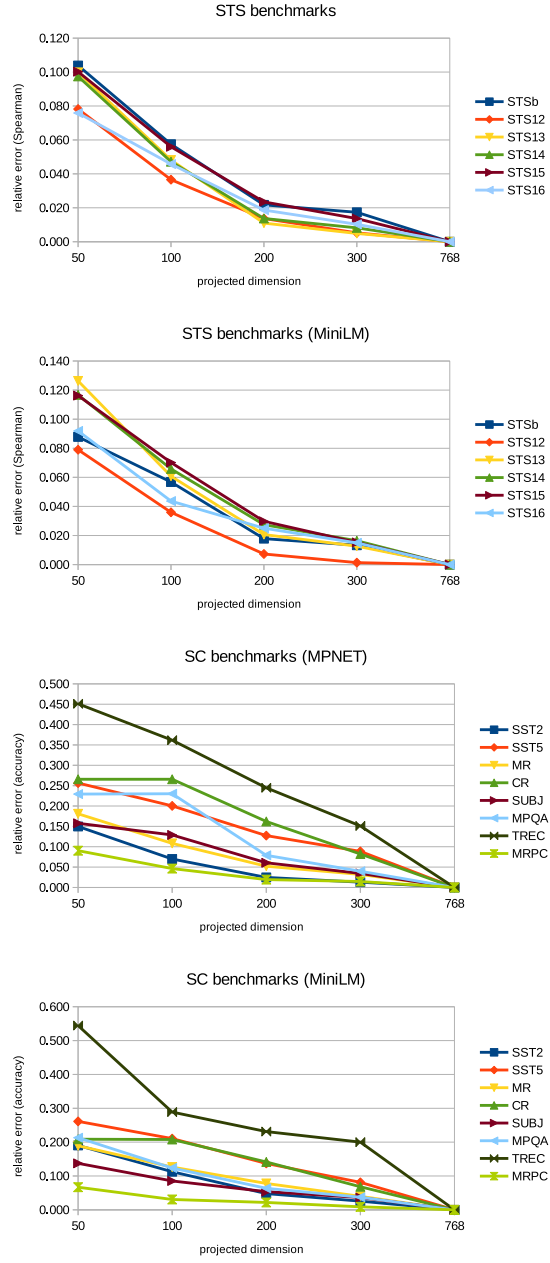 STS benchmarks
0.120
0.100
0.080
0.060
0.040
0.020
0.000
relative error (Spearman)
50 100 200 300 768
projected dimension
STSb
STS12
STS13
STS14
STS15
STS16
STS benchmarks (MiniLM)
0.140
0.120
0.100
0.080
0.060
0.040
0.020
0.000
relative error (Spearman)
50 100 200 300 768
projected dimension
STSb
STS12
STS13
STS14
STS15
STS16
SC benchmarks (MPNET)
0.500
0.450
0.400
0.350
0.300
0.250
0.200
0.150
0.100
0.050
0.000
relative error (accuracy)
50 100 200 300 768
projected dimension
SST2
SST5
MR
CR
SUBJ
MPQA
TREC
MRPC
SC benchmarks (MiniLM)
0.600
0.500
0.400
0.300
0.200
0.100
0.000
relative error (accuracy)
50 100 200 300 768
projected dimension
SST2
SST5
MR
CR
SUBJ
MPQA
TREC
MRPC